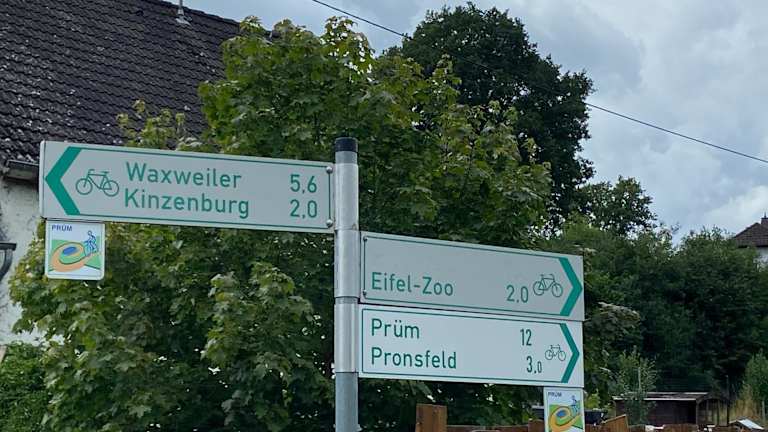 Waxweiler 5,6
Kinzenburg 2.0
PRÜM
Eifel-Zoo 2.0
Prüm 12
Pronsfeld 3.0
PRÜM